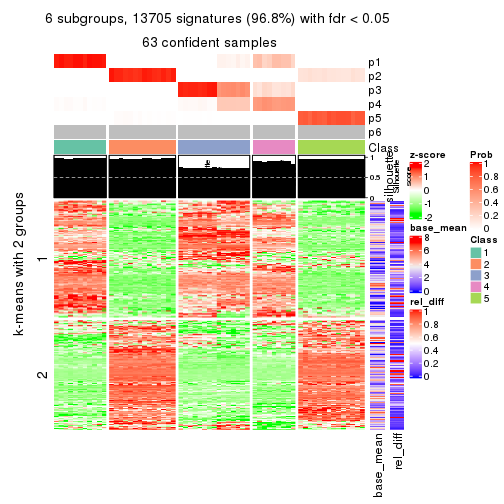 6 subgroups, 13705 signatures (96.8%) with fdr < 0.05
63 confident samples
p1
p2
p3
p4
p5
p6
Class
1
0.5
0
silhouette
Silhouette
score
k-means with 2 groups
1
2
base_mean
rel_diff
z-score
2
1
0
-1
-2
base_mean
8
6
4
2
0
rel_diff
1
0.8
0.6
0.4
0.2
0
Prob
1
0.8
0.6
0.4
0.2
0
Class
1
2
3
4
5